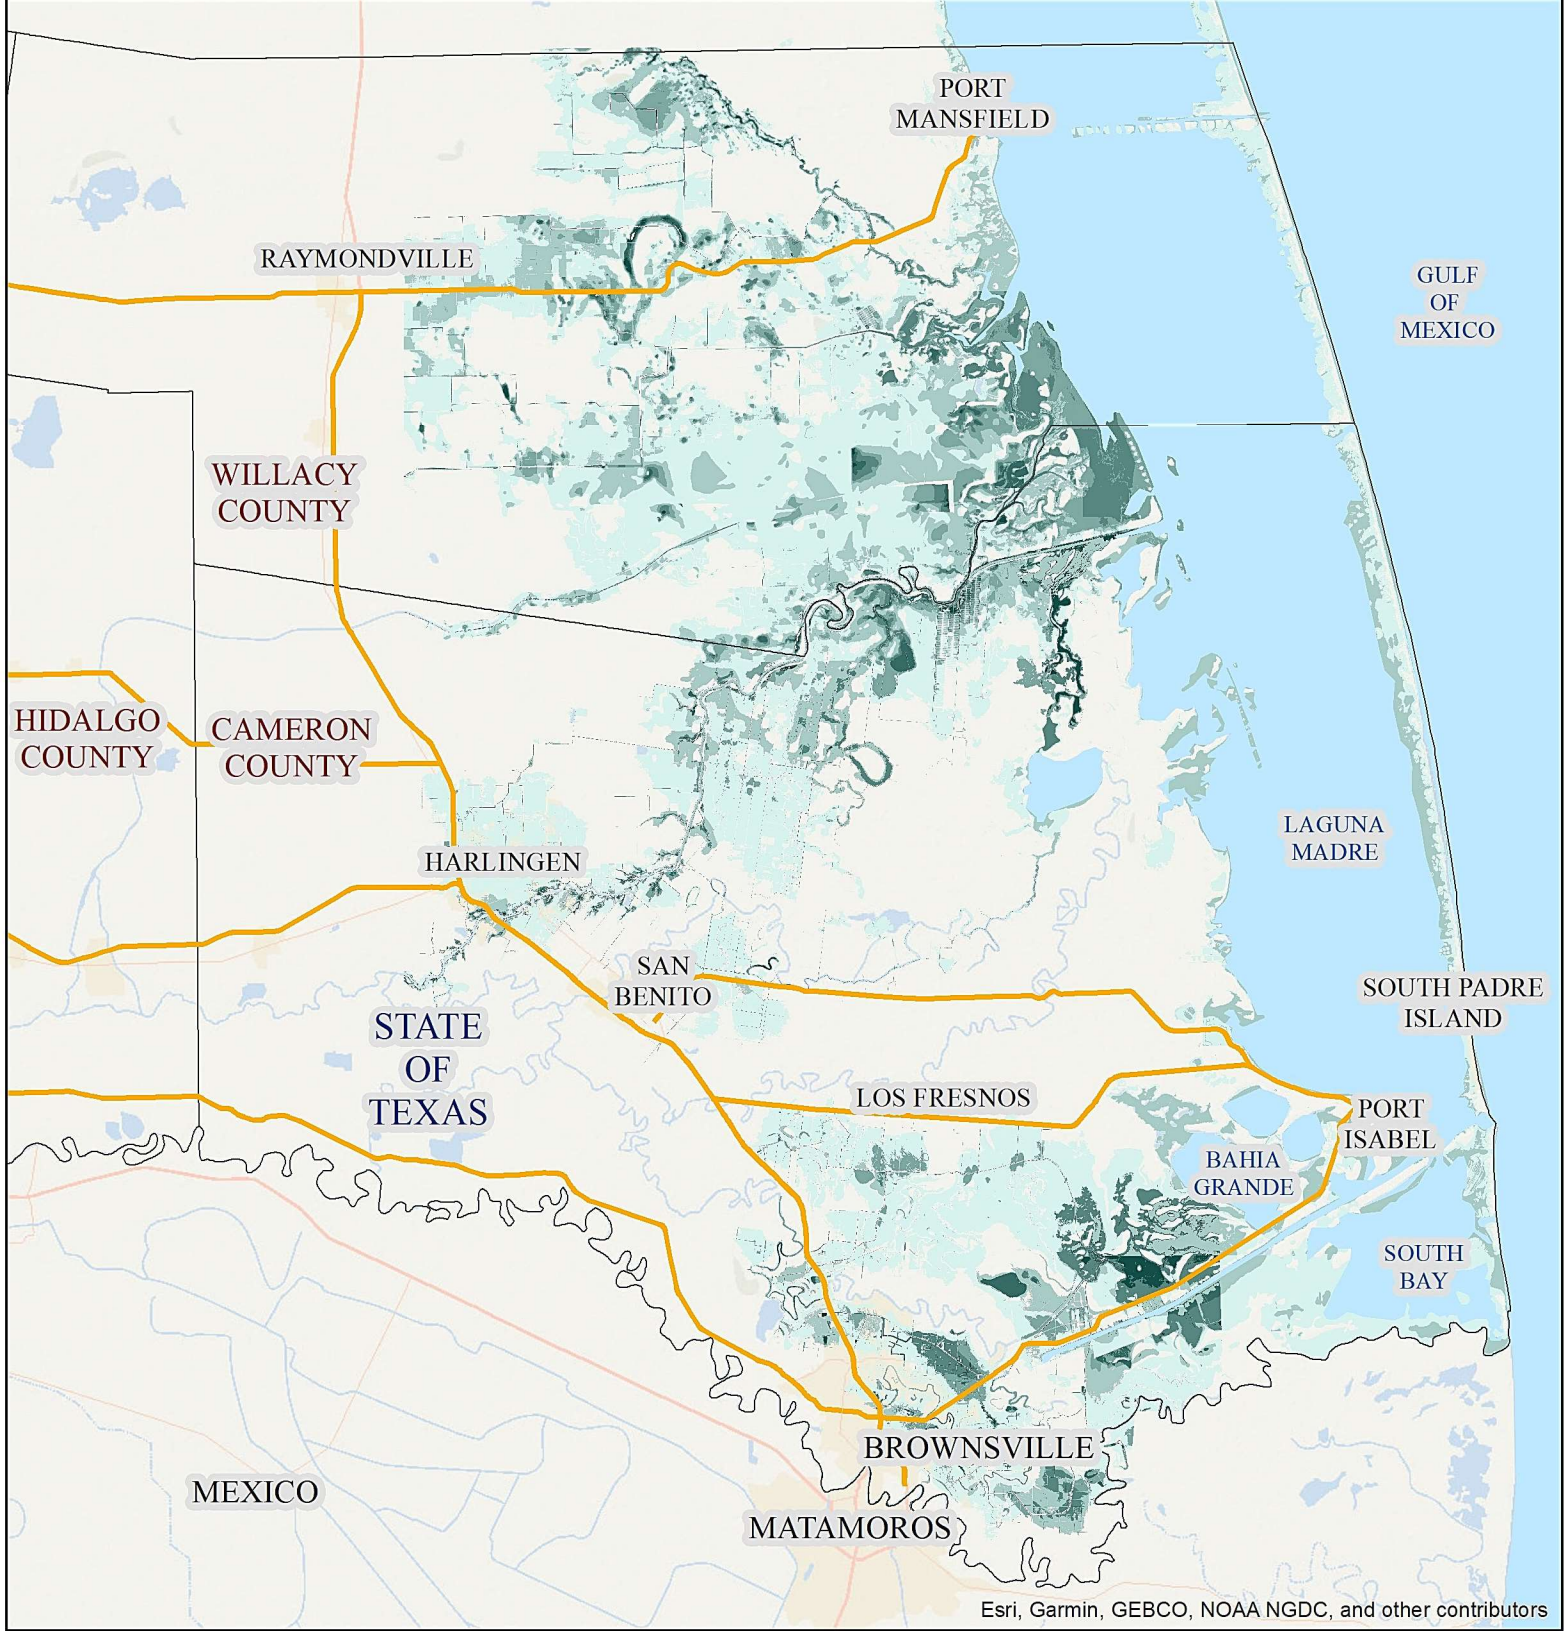 PORT
MANSFIELD
RAYMONDVILLE
GULF
OF
MEXICO
WILLACY
COUNTY
HIDALGO
COUNTY
CAMERON
COUNTY
LAGUNA
MADRE
HARLINGEN
SAN
BENITO
SOUTH PADRE
ISLAND
STATE
OF
TEXAS
LOS FRESNOS
PORT
ISABEL
BAHIA
GRANDE
SOUTH
BAY
BROWNSVILLE
MEXICO
MATAMOROS
Esri, Garmin, GEBCO, NOAA NGDC, and other contributors